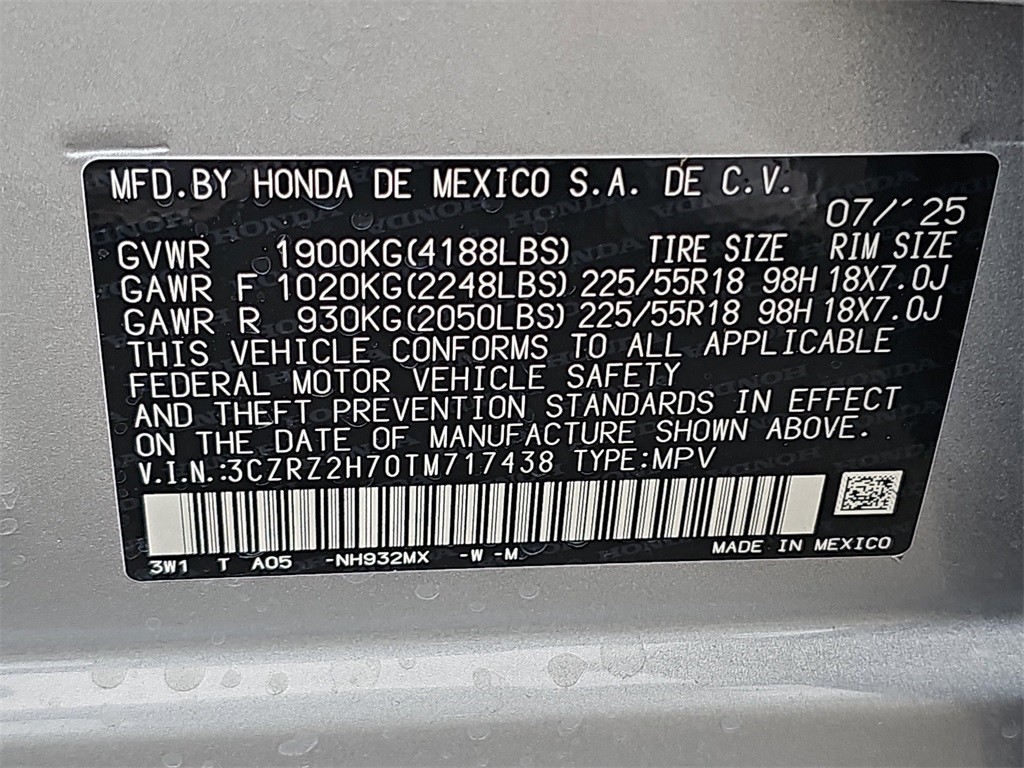 MFD.BY HONDA DE MEXICO S.A. DE C.V.
07/'25
GVWR 1900KG(4188LBS) TIRE SIZE RIM SIZE
GAWR F 1020KG(2248LBS) 225/55R18 98H 18X7.0J
GAWR R 930KG(2050LBS) 225/55R18 98H 18X7.0J
THIS VEHICLE CONFORMS TO ALL APPLICABLE
FEDERAL MOTOR VEHICLE SAFETY
AND THEFT PREVENTION STANDARDS IN EFFECT
ON THE DATE OF MANUFACTURE SHOWN ABOVE.
V.I.N.:3CZRZ2H70TM717438 TYPE:MPV
3W1 T A05 -NH932MX -W -M MADE IN MEXICO